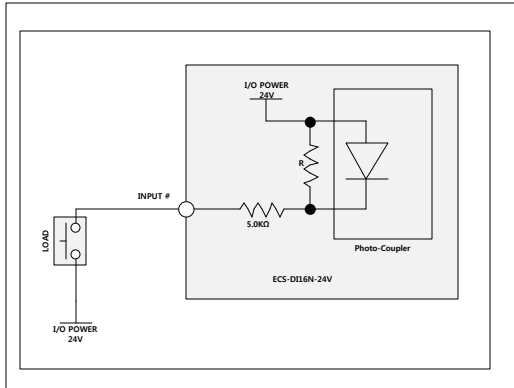 I/O POWER
24V
R
INPUT #
5.0KΩ
LOAD
Photo-Coupler
ECS-DI16N-24V
I/O POWER
24V